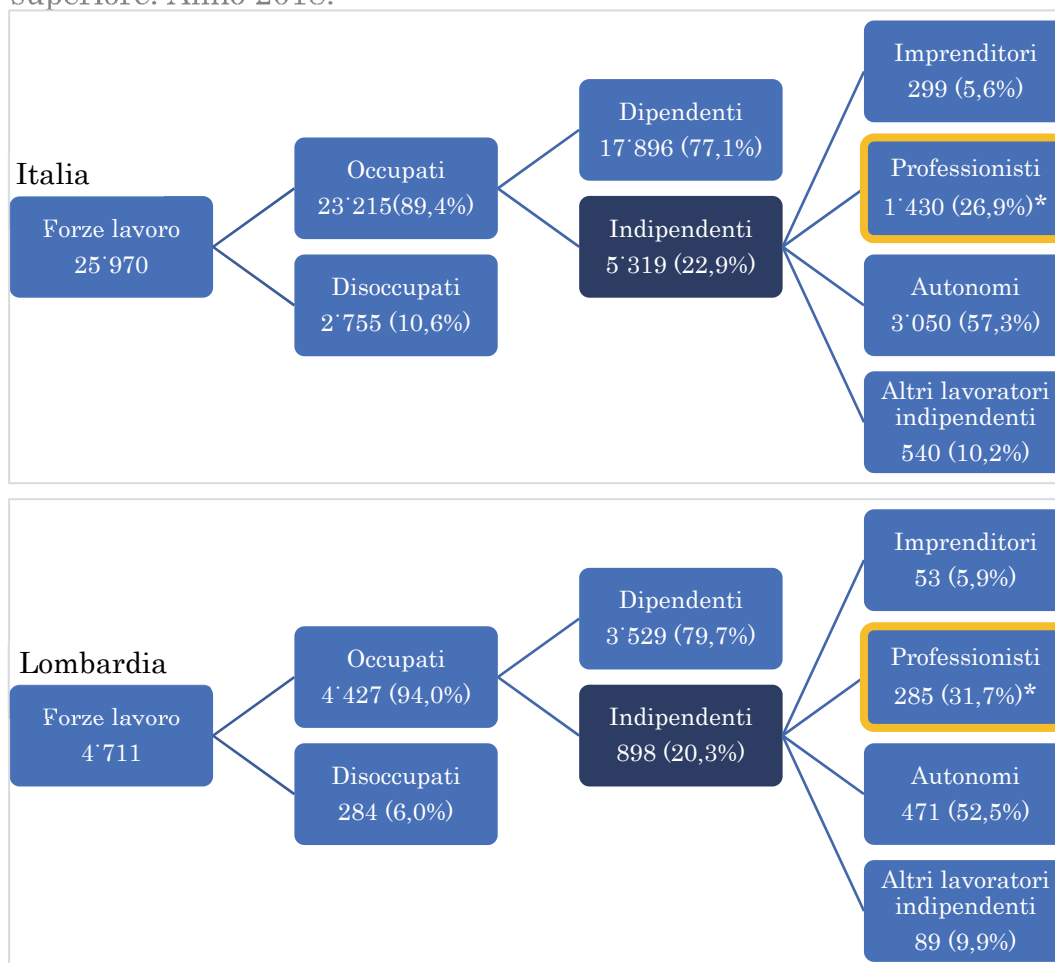 superiore. Anno 2018.
Italia
Forze lavoro
25˙970
Occupati
23˙215(89,4%)
Disoccupati
2˙755 (10,6%)
Dipendenti
17˙896 (77,1%)
Indipendenti
5˙319 (22,9%)
Imprenditori
299 (5,6%)
Professionisti
1˙430 (26,9%)*
Autonomi
3˙050 (57,3%)
Altri lavoratori
indipendenti
540 (10,2%)
Lombardia
Forze lavoro
4˙711
Occupati
4˙427 (94,0%)
Disoccupati
284 (6,0%)
Dipendenti
3˙529 (79,7%)
Indipendenti
898 (20,3%)
Imprenditori
53 (5,9%)
Professionisti
285 (31,7%)*
Autonomi
471 (52,5%)
Altri lavoratori
indipendenti
89 (9,9%)